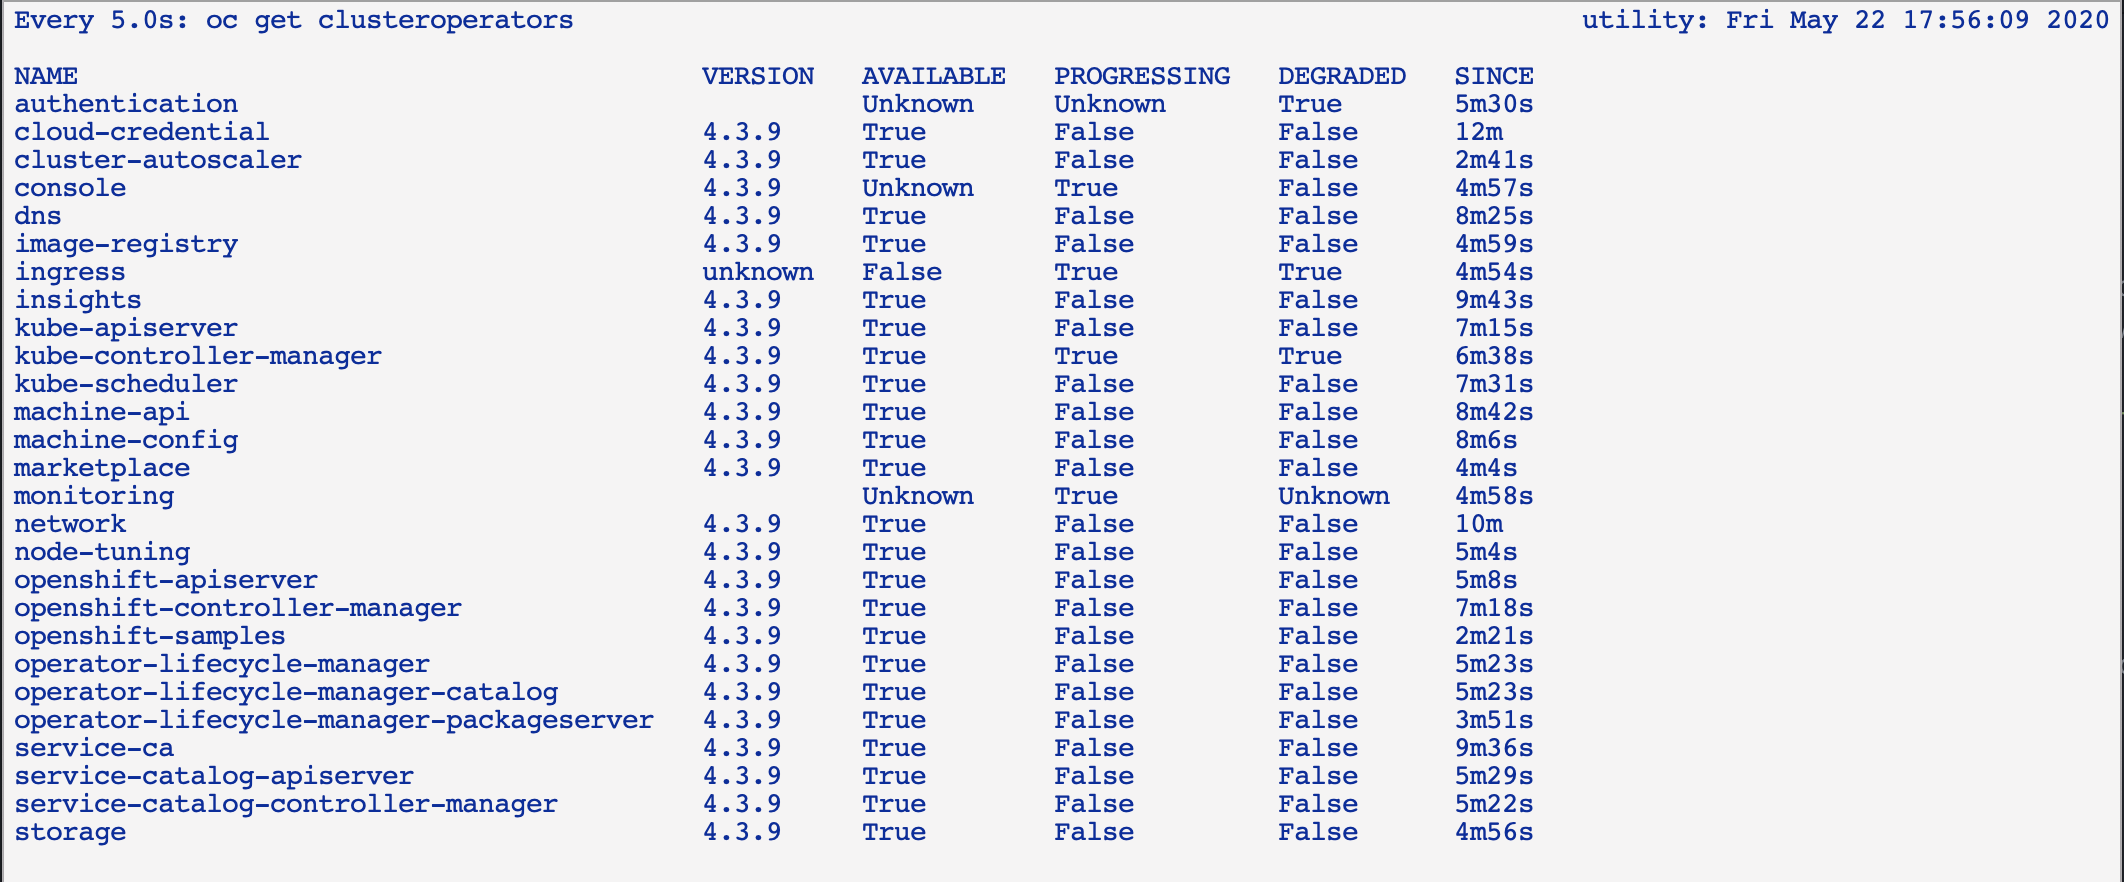 Every 5.0s: oc get clusteroperators                                                               utility: Fri May 22 17:56:09 2020
NAME                                       VERSION   AVAILABLE   PROGRESSING   DEGRADED   SINCE
authentication                                       Unknown     Unknown       True       5m30s
cloud-credential                           4.3.9     True        False         False      12m
cluster-autoscaler                         4.3.9     True        False         False      2m41s
console                                    4.3.9     Unknown     True          False      4m57s
dns                                        4.3.9     True        False         False      8m25s
image-registry                             4.3.9     True        False         False      4m59s
ingress                                    unknown   False       True          True       4m54s
insights                                   4.3.9     True        False         False      9m43s
kube-apiserver                             4.3.9     True        False         False      7m15s
kube-controller-manager                    4.3.9     True        True          True       6m38s
kube-scheduler                             4.3.9     True        False         False      7m31s
machine-api                                4.3.9     True        False         False      8m42s
machine-config                             4.3.9     True        False         False      8m6s
marketplace                                4.3.9     True        False         False      4m4s
monitoring                                           Unknown     True          Unknown    4m58s
network                                    4.3.9     True        False         False      10m
node-tuning                                4.3.9     True        False         False      5m4s
openshift-apiserver                        4.3.9     True        False         False      5m8s
openshift-controller-manager               4.3.9     True        False         False      7m18s
openshift-samples                          4.3.9     True        False         False      2m21s
operator-lifecycle-manager                 4.3.9     True        False         False      5m23s
operator-lifecycle-manager-catalog         4.3.9     True        False         False      5m23s
operator-lifecycle-manager-packageserver   4.3.9     True        False         False      3m51s
service-ca                                 4.3.9     True        False         False      9m36s
service-catalog-apiserver                  4.3.9     True        False         False      5m29s
service-catalog-controller-manager         4.3.9     True        False         False      5m22s
storage                                    4.3.9     True        False         False      4m56s